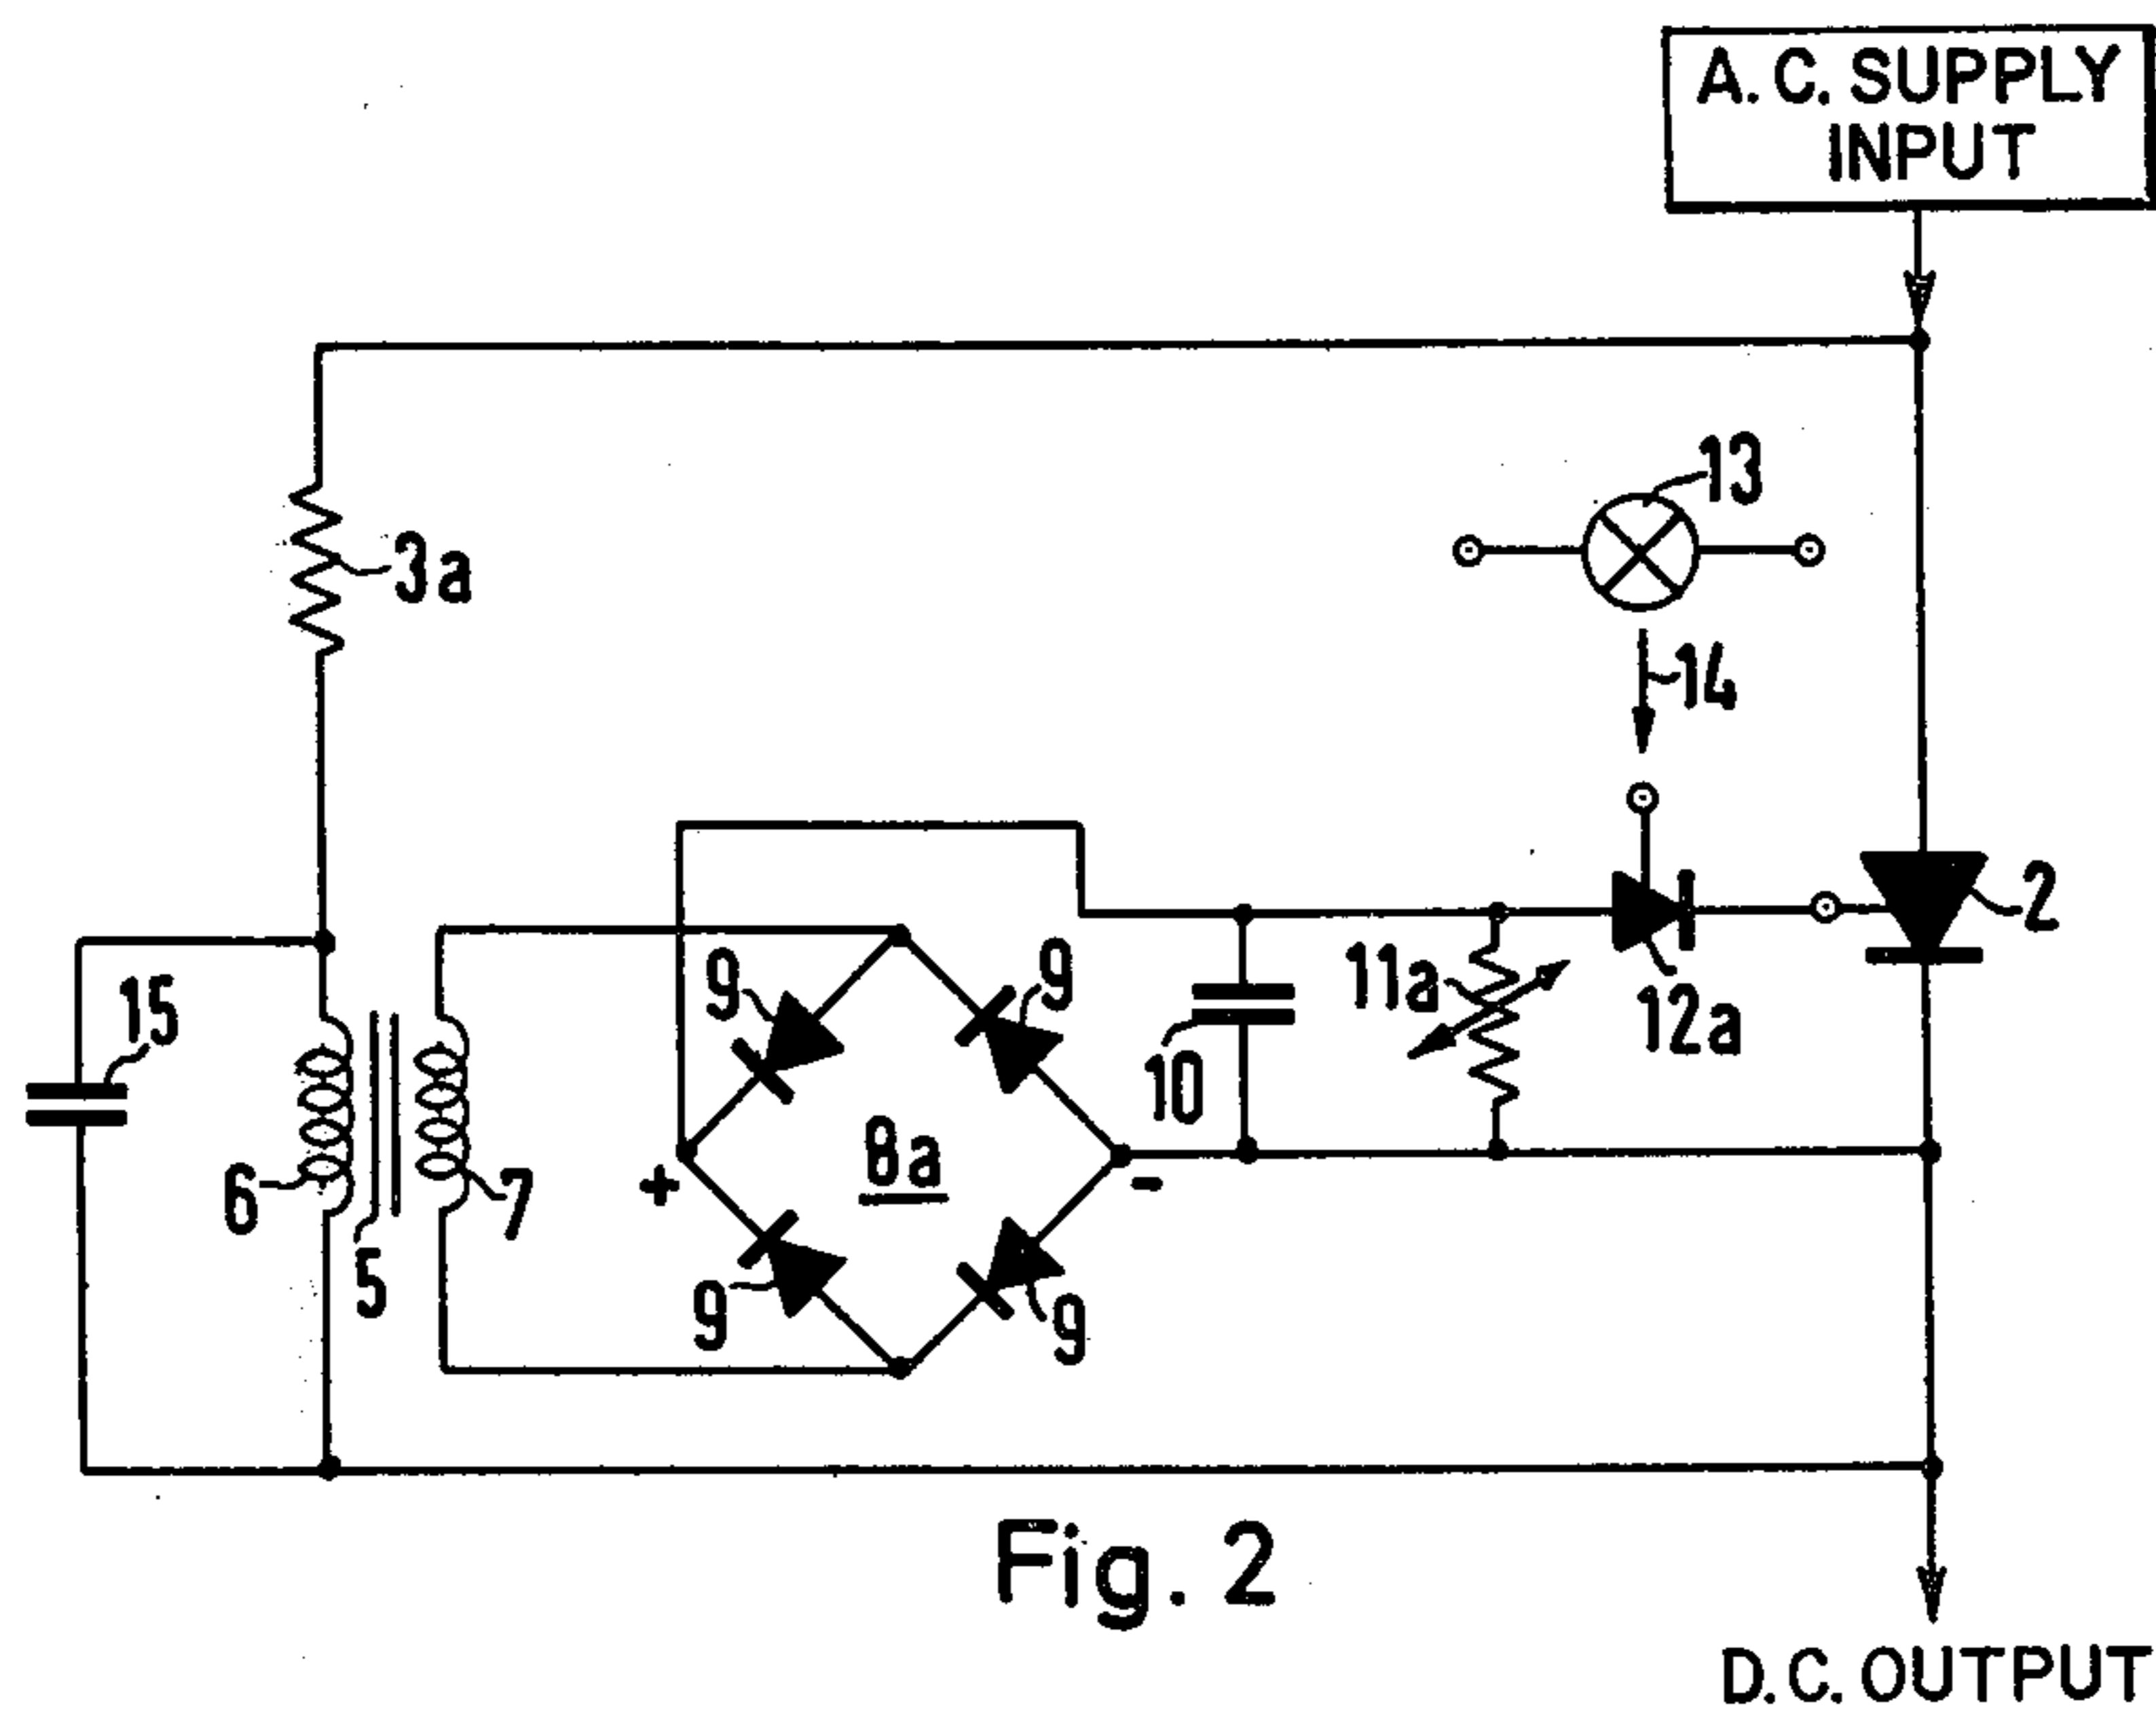 A. C. SUPPLY
INPUT
13
3a
14
2
15
9
9
11a
12a
10
8a
+
-
6
7
5
9
9
Fig. 2
D.C. OUTPUT